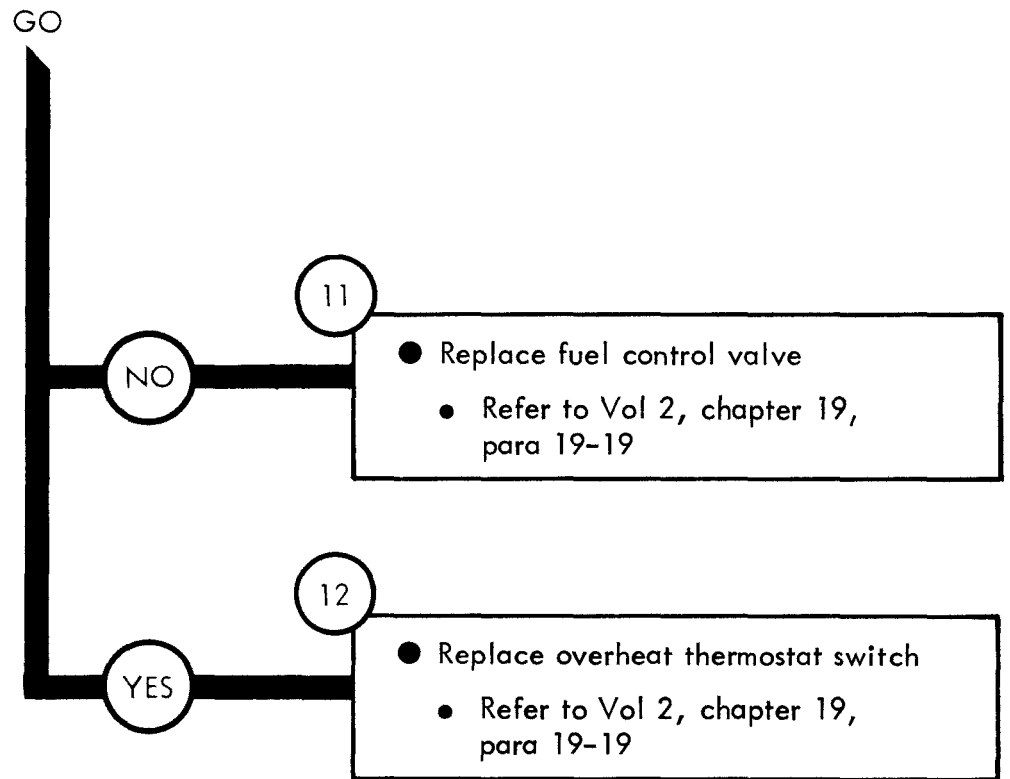 GO
11
NO
● Replace fuel control valve
● Refer to Vol 2, chapter 19,
para 19-19
12
YES
● Replace overheat thermostat switch
● Refer to Vol 2, chapter 19,
para 19-19